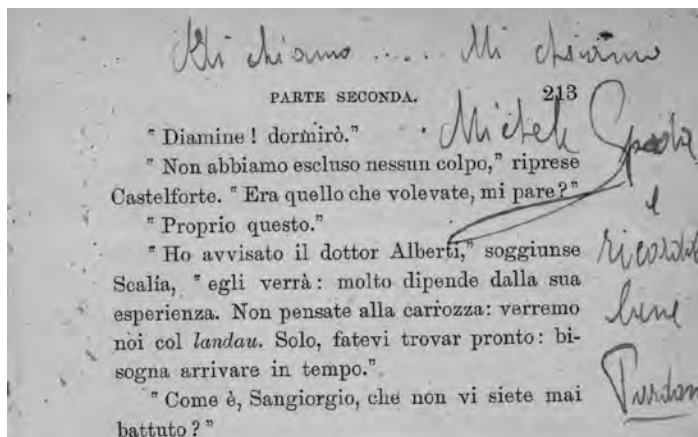 Mi chiamo ..... Mi chiamo
PARTE SECONDA. 213
Michele
" Diamine ! dormirò."
" Non abbiamo escluso nessun colpo," riprese
Castelforte. " Era quello che volevate, mi pare ?"
e
" Proprio questo."
" Ho avvisato il dottor Alberti," soggiunse
Scalía, " egli verrà : molto dipende dalla sua
esperienza. Non pensate alla carrozza: verremo
bene
noi col landau. Solo, fatevi trovar pronto : bi-
sogna arrivare in tempo."
" Come è, Sangiorgio, che non vi siete mai
battuto ? "